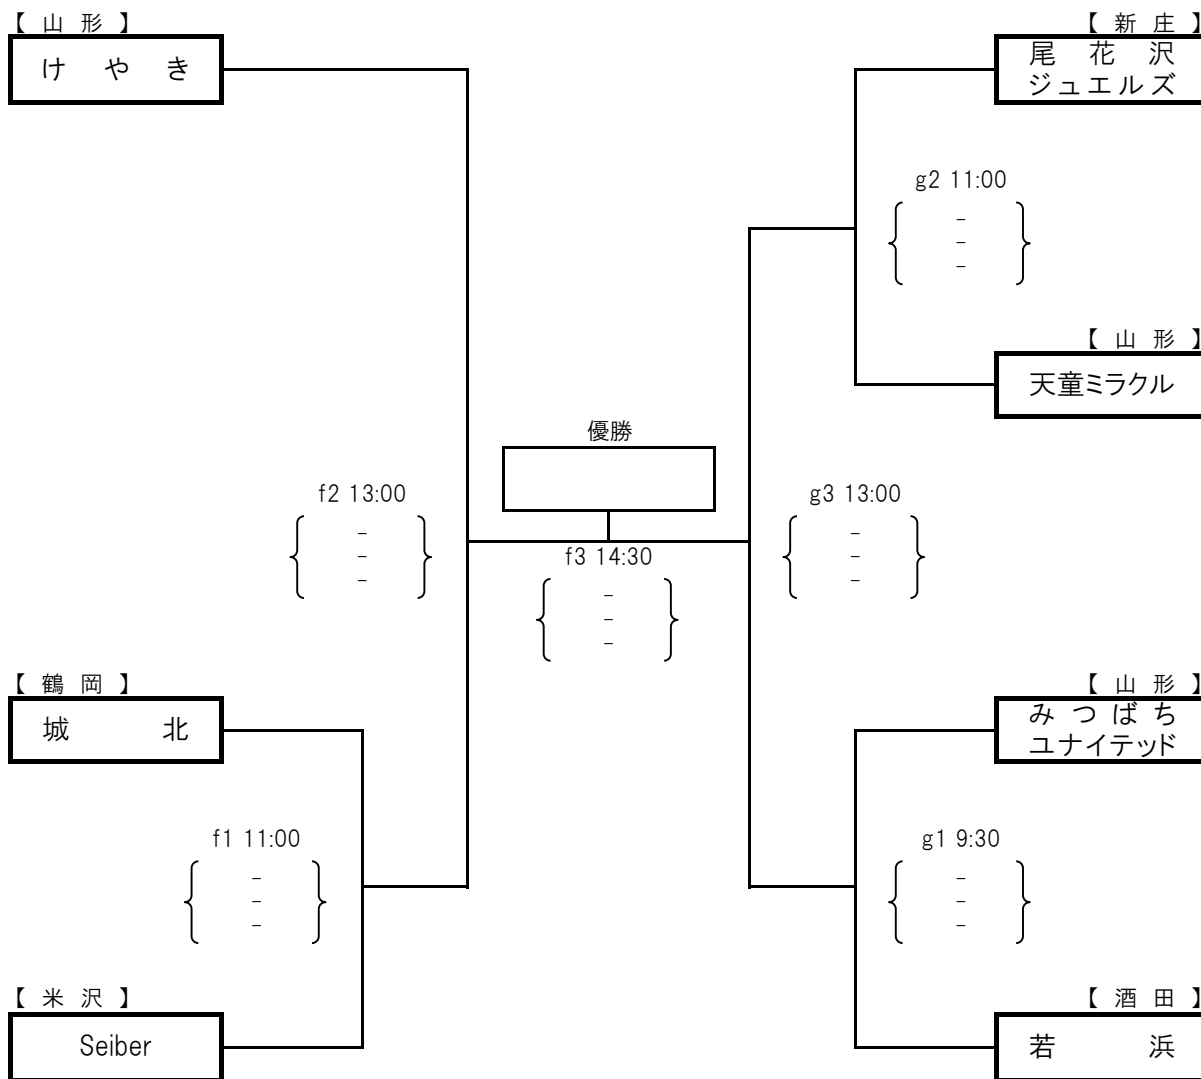 【 山 形 】
け や き
【 新 庄 】
尾 花 沢
ジュエルズ
g2 11:00
-
-
-
【 山 形 】
天童ミラクル
優勝
f2 13:00
-
-
-
g3 13:00
-
-
-
f3 14:30
-
-
-
【 鶴 岡 】
城 北
【 山 形 】
み つ ば ち
ユナイテッド
f1 11:00
-
-
-
g1 9:30
-
-
-
【 米 沢 】
Seiber
【 酒 田 】
若 浜